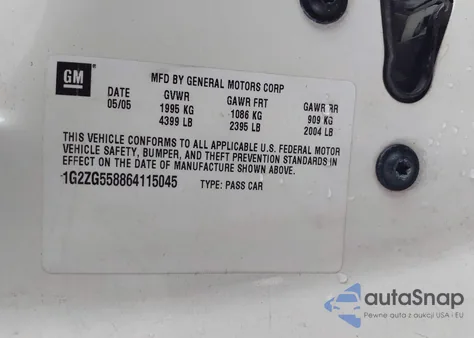 GM
MFD BY GENERAL MOTORS CORP
DATE GVWR GAWR FRT GAWR RR
05/05 1995 KG 1086 KG 909 KG
4399 LB 2395 LB 2004 LB
THIS VEHICLE CONFORMS TO ALL APPLICABLE U.S. FEDERAL MOTOR
VEHICLE SAFETY, BUMPER, AND THEFT PREVENTION STANDARDS IN
EFFECT ON THE DATE OF MANUFACTURE SHOWN ABOVE.
1G2ZG558864115045 TYPE: PASS CAR
autoSnap
Pewne auta z aukcji USA - EU